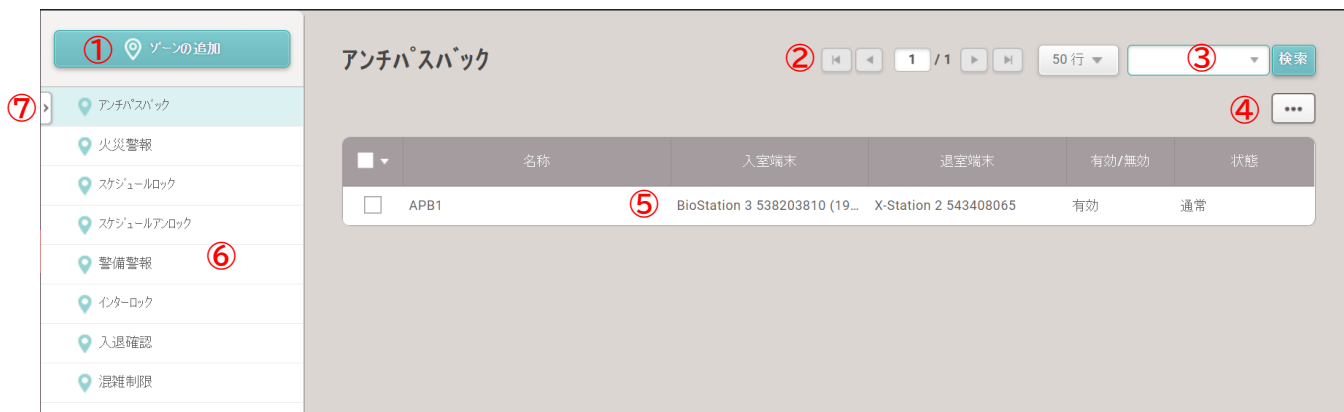 ① ゾーンの追加
アンチパスバック ② 1 / 1 50 行 ③ 検索
⑦ アンチパスバック ④ •••
火災警報
スケジュールロック
スケジュールアンロック
警備警報 ⑥
インターロック
入退確認
混雑制限
名称 入室端末 退室端末 有効/無効 状態
APB1 ⑤ BioStation 3 538203810 (19... X-Station 2 543408065 有効 通常